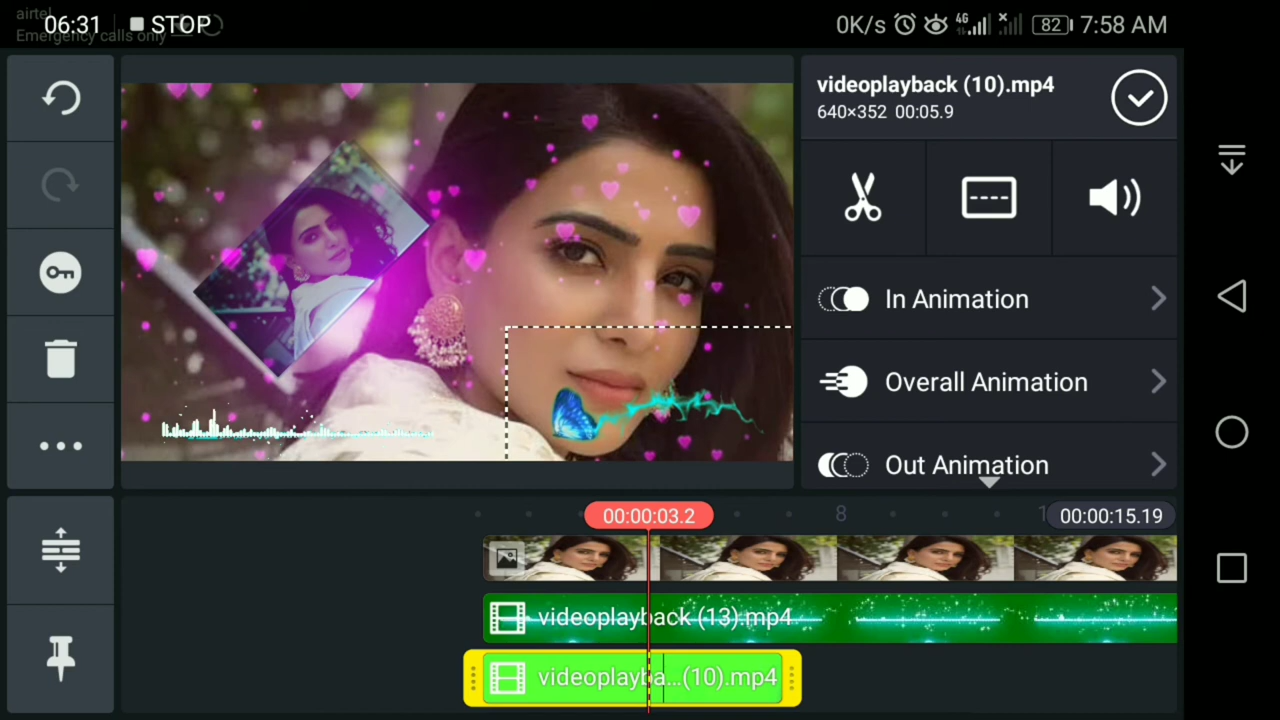 airtel
06:31 STOP
Emergency calls only
0K/s 4G 82 7:58 AM
videoplayback (10).mp4
640×352 00:05.9
In Animation
Overall Animation
Out Animation
00:00:03.2
8
1
00:00:15.19
videoplayback (13).mp4
videoplayba...(10).mp4